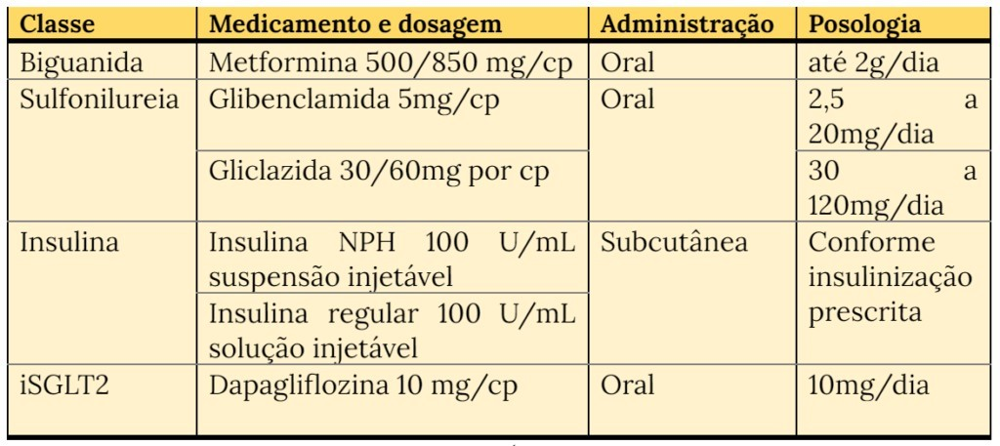 Classe Medicamento e dosagem Administração Posologia
Biguanida Metformina 500/850 mg/cp Oral até 2g/dia
Sulfonilureia Glibenclamida 5mg/cp Oral 2,5 a
20mg/dia
Gliclazida 30/60mg por cp 30 a
120mg/dia
Insulina Insulina NPH 100 U/mL Subcutânea Conforme
suspensão injetável insulinização
Insulina regular 100 U/mL prescrita
solução injetável
iSGLT2 Dapagliflozina 10 mg/cp Oral 10mg/dia